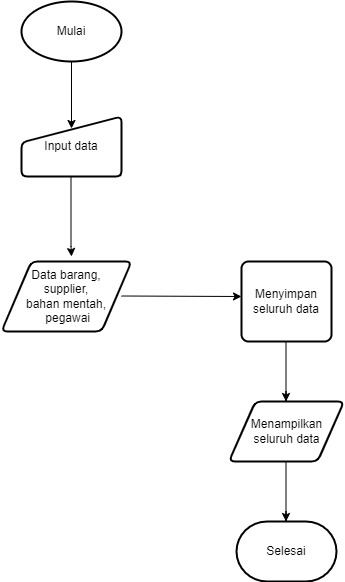 Mulai
Input data
Data barang,
supplier,
bahan mentah,
pegawai
Menyimpan
seluruh data
Menampilkan
seluruh data
Selesai